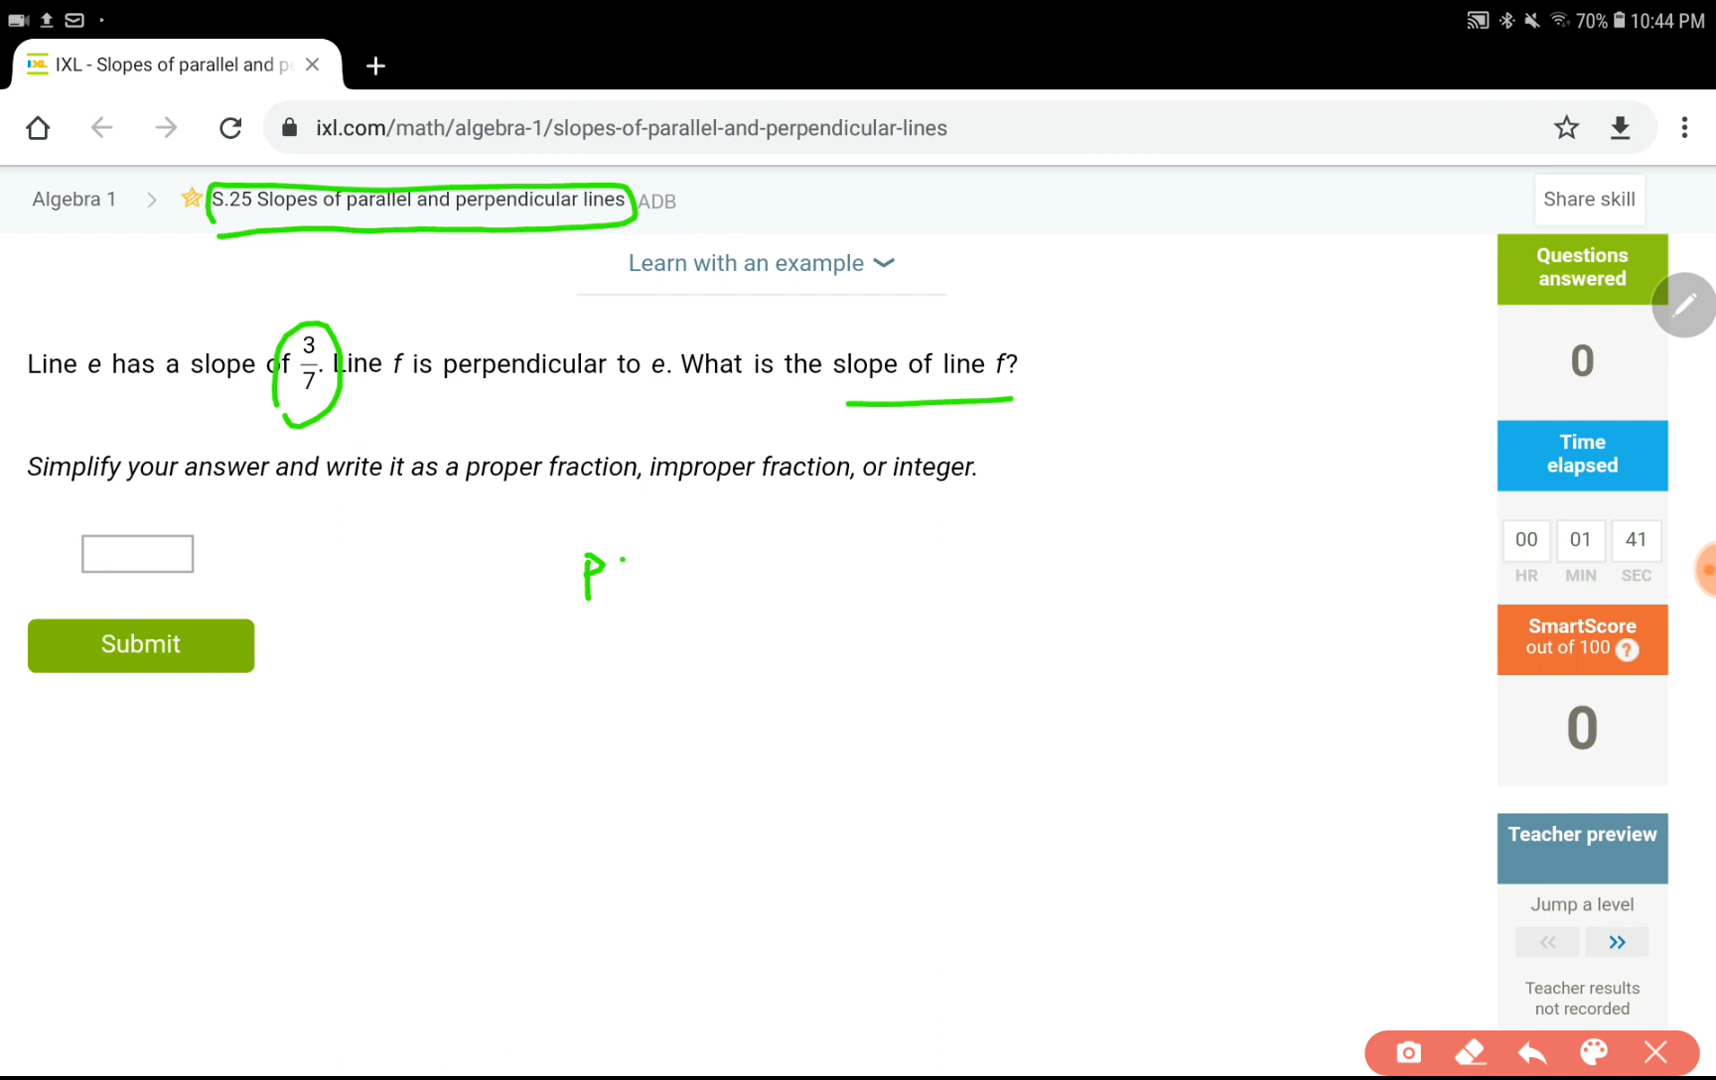 70% 10:44 PM
IXL - Slopes of parallel and pe
ixl.com/math/algebra-1/slopes-of-parallel-and-perpendicular-lines
Algebra 1 > S.25 Slopes of parallel and perpendicular lines ADB
Share skill
Learn with an example
Questions
answered
0
Line e has a slope of 3/7. Line f is perpendicular to e. What is the slope of line f?
Simplify your answer and write it as a proper fraction, improper fraction, or integer.
Time
elapsed
00 01 41
HR MIN SEC
P
Submit
SmartScore
out of 100 ?
0
Teacher preview
Jump a level
Teacher results
not recorded